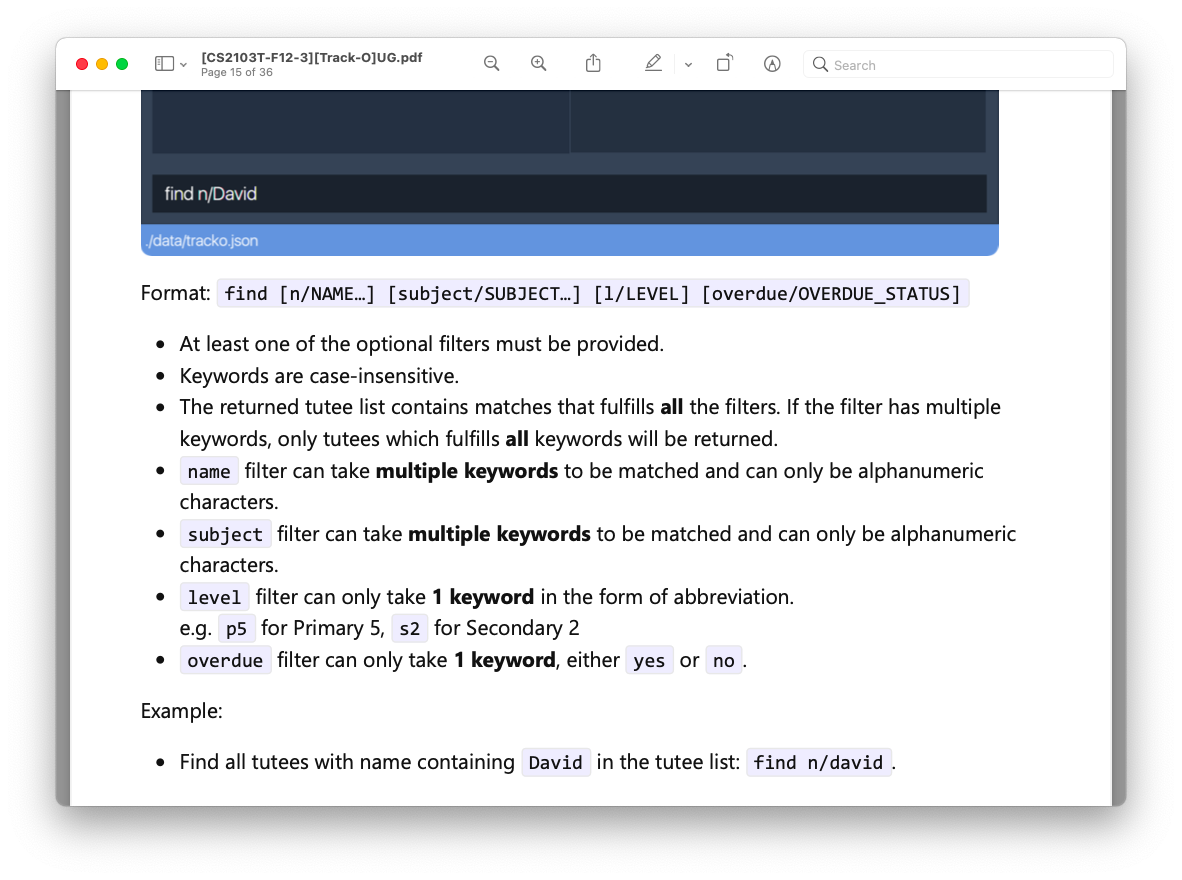 [CS2103T-F12-3][Track-O]UG.pdf
Page 15 of 36
Search
find n/David
./data/tracko.json
Format: find [n/NAME…] [subject/SUBJECT…] [l/LEVEL] [overdue/OVERDUE_STATUS]
• At least one of the optional filters must be provided.
• Keywords are case-insensitive.
• The returned tutee list contains matches that fulfills all the filters. If the filter has multiple
keywords, only tutees which fulfills all keywords will be returned.
• name filter can take multiple keywords to be matched and can only be alphanumeric
characters.
• subject filter can take multiple keywords to be matched and can only be alphanumeric
characters.
• level filter can only take 1 keyword in the form of abbreviation.
e.g. p5 for Primary 5, s2 for Secondary 2
• overdue filter can only take 1 keyword, either yes or no.
Example:
• Find all tutees with name containing David in the tutee list: find n/david.